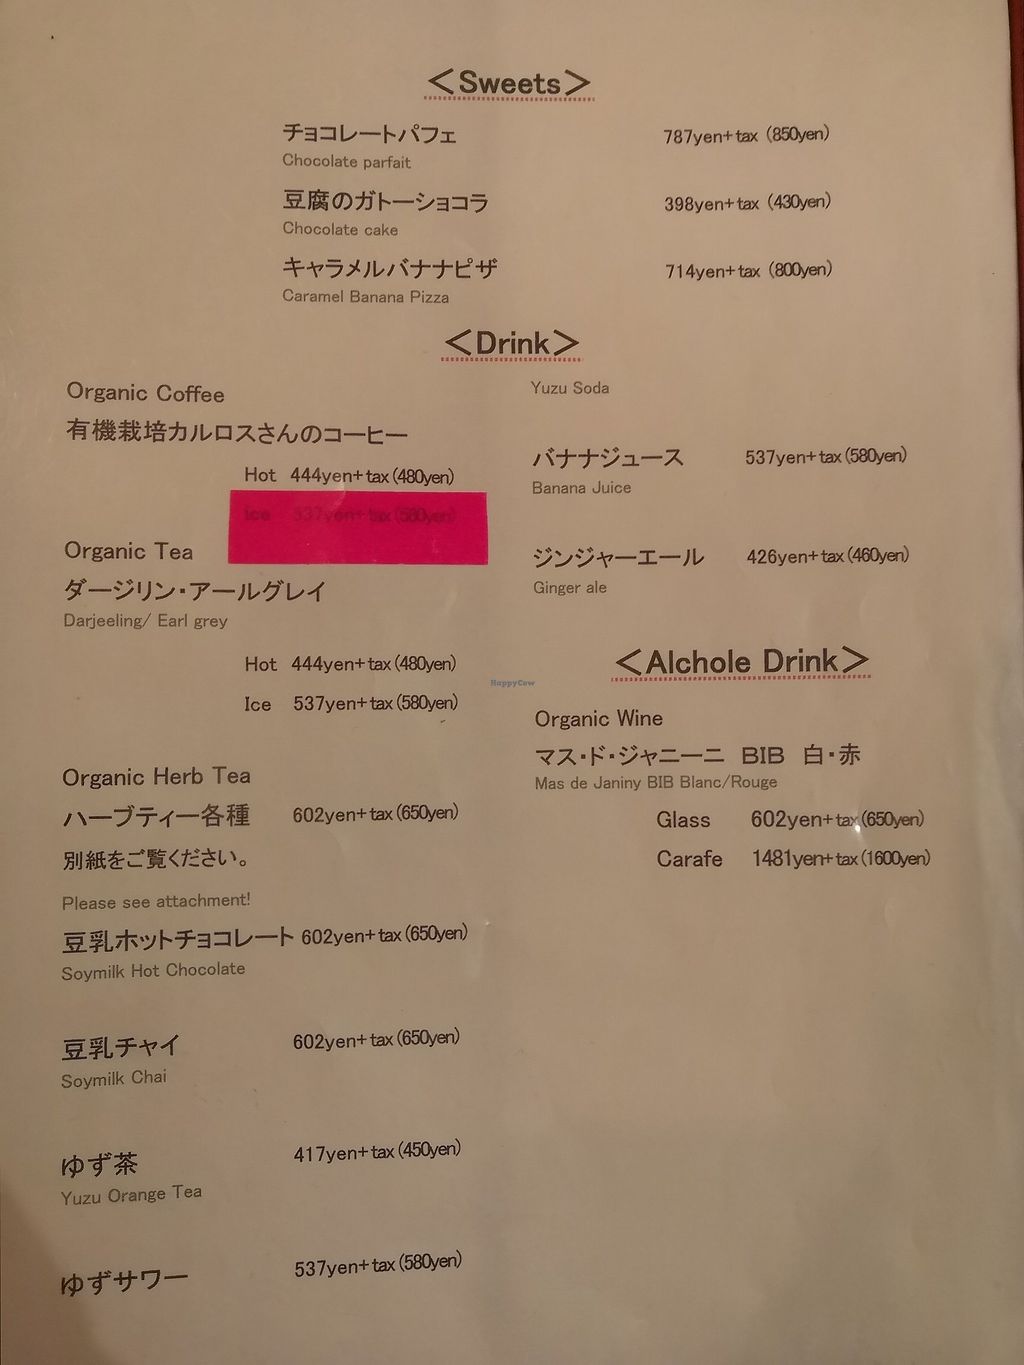 ＜Sweets＞
チョコレートパフェ 787yen+tax (850yen)
Chocolate parfait
豆腐のガトーショコラ 398yen+tax (430yen)
Chocolate cake
キャラメルバナナピザ 714yen+tax (800yen)
Caramel Banana Pizza
＜Drink＞
Organic Coffee
有機栽培カルロスさんのコーヒー
Hot 444yen+tax(480yen)
Ice 537yen+tax(580yen)
Organic Tea
ダージリン・アールグレイ
Darjeeling/ Earl grey
Hot 444yen+tax(480yen)
Ice 537yen+tax(580yen)
Organic Herb Tea
ハーブティー各種 602yen+tax(650yen)
別紙をご覧ください。
Please see attachment!
豆乳ホットチョコレート 602yen+tax(650yen)
Soymilk Hot Chocolate
豆乳チャイ 602yen+tax(650yen)
Soymilk Chai
ゆず茶 417yen+tax(450yen)
Yuzu Orange Tea
ゆずサワー 537yen+tax(580yen)
Yuzu Soda
バナナジュース 537yen+tax(580yen)
Banana Juice
ジンジャーエール 426yen+tax(460yen)
Ginger ale
＜Alchole Drink＞
Organic Wine
マス・ド・ジャニーニ BIB 白・赤
Mas de Janiny BIB Blanc/Rouge
Glass 602yen+tax(650yen)
Carafe 1481yen+tax(1600yen)
HappyCow